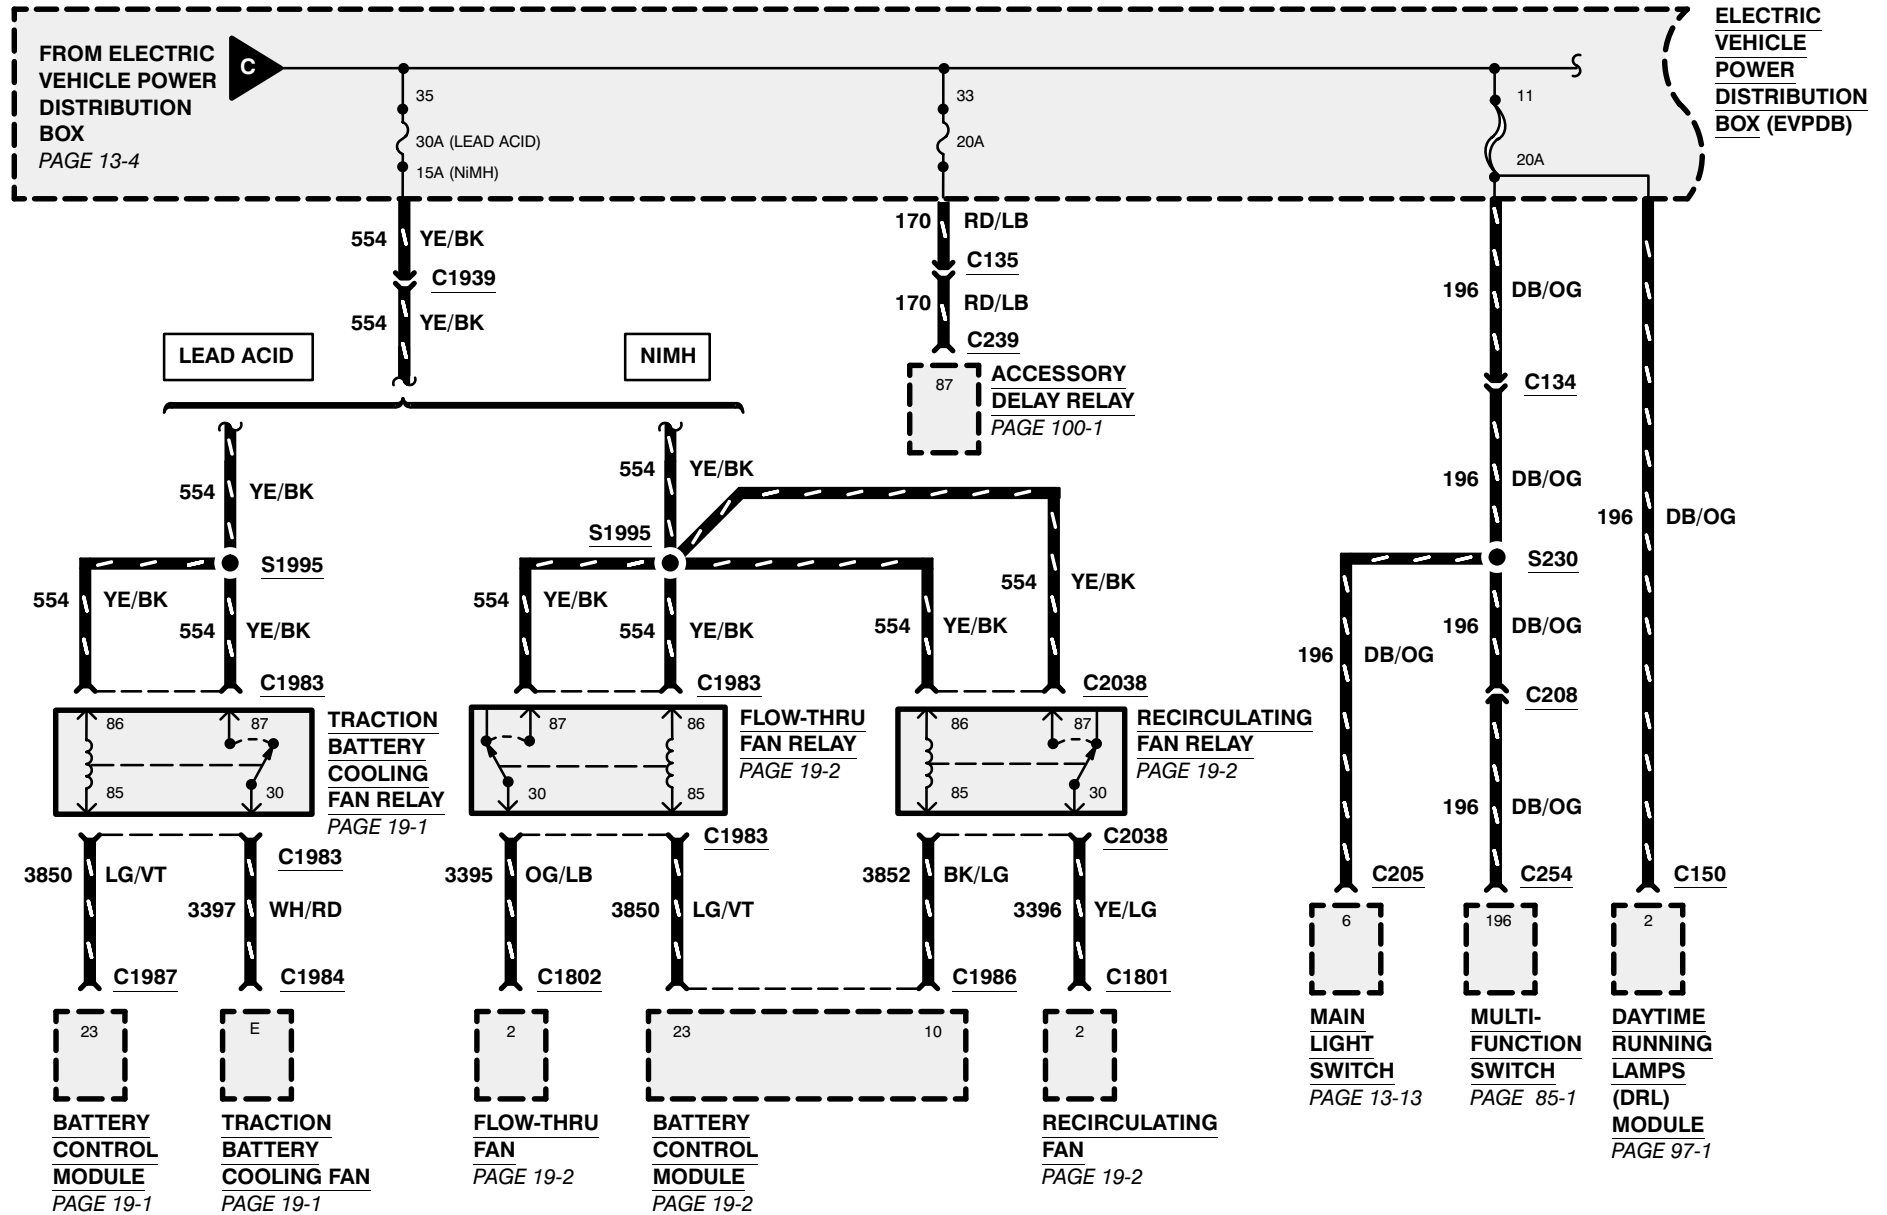 FROM ELECTRIC
VEHICLE POWER
DISTRIBUTION
BOX
PAGE 13-4
C
35
30A (LEAD ACID)
15A (NiMH)
33
20A
11
20A
ELECTRIC
VEHICLE
POWER
DISTRIBUTION
BOX (EVPDB)
554 YE/BK
C1939
554 YE/BK
LEAD ACID
NIMH
170 RD/LB
C135
170 RD/LB
C239
87
ACCESSORY
DELAY RELAY
PAGE 100-1
196 DB/OG
C134
196 DB/OG
196 DB/OG
S230
196 DB/OG
196 DB/OG
C208
196 DB/OG
C205
C254
C150
6
196
2
MAIN
LIGHT
SWITCH
PAGE 13-13
MULTI-
FUNCTION
SWITCH
PAGE 85-1
DAYTIME
RUNNING
LAMPS
(DRL)
MODULE
PAGE 97-1
554 YE/BK
S1995
554 YE/BK
554 YE/BK
C1983
86
87
85
30
TRACTION
BATTERY
COOLING
FAN RELAY
PAGE 19-1
C1983
3850 LG/VT
3397 WH/RD
C1987
C1984
23
E
BATTERY
CONTROL
MODULE
PAGE 19-1
TRACTION
BATTERY
COOLING FAN
PAGE 19-1
554 YE/BK
S1995
554 YE/BK
554 YE/BK
554 YE/BK
554 YE/BK
C1983
C2038
87
86
30
85
FLOW-THRU
FAN RELAY
PAGE 19-2
86
87
85
30
RECIRCULATING
FAN RELAY
PAGE 19-2
C1983
C2038
3395 OG/LB
3850 LG/VT
3852 BK/LG
3396 YE/LG
C1802
C1986
C1801
2
23
10
2
FLOW-THRU
FAN
PAGE 19-2
BATTERY
CONTROL
MODULE
PAGE 19-2
RECIRCULATING
FAN
PAGE 19-2